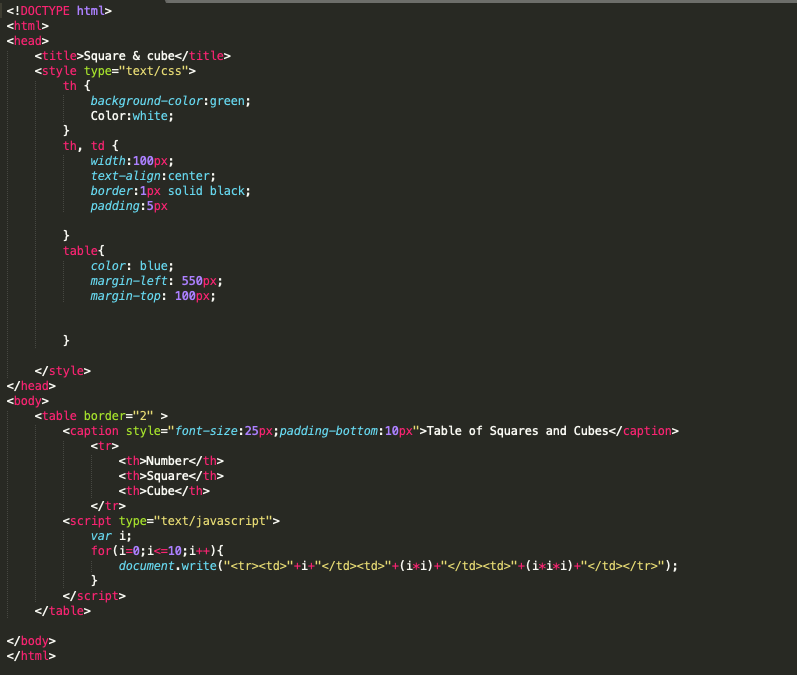 <!DOCTYPE html>
<html>
<head>
    <title>Square & cube</title>
    <style type="text/css">
        th {
            background-color:green;
            Color:white;
        }
        th, td {
            width:100px;
            text-align:center;
            border:1px solid black;
            padding:5px
        }
        table{
            color: blue;
            margin-left: 550px;
            margin-top: 100px;
        }
    </style>
</head>
<body>
    <table border="2" >
        <caption style="font-size:25px;padding-bottom:10px">Table of Squares and Cubes</caption>
            <tr>
                <th>Number</th>
                <th>Square</th>
                <th>Cube</th>
            </tr>
        <script type="text/javascript">
            var i;
            for(i=0;i<=10;i++){
                document.write("<tr><td>"+i+"</td><td>"+(i*i)+"</td><td>"+(i*i*i)+"</td></tr>");
            }
        </script>
    </table>
</body>
</html>